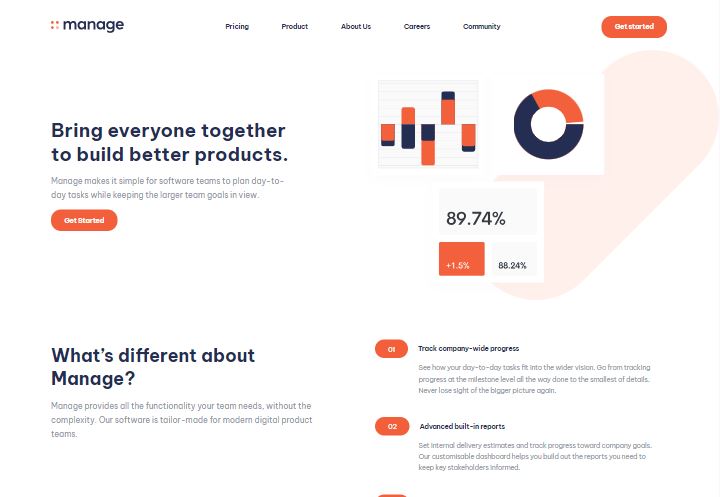 manage
Pricing
Product
About Us
Careers
Community
Get started
Bring everyone together
to build better products.
Manage makes it simple for software teams to plan day-to-
day tasks while keeping the larger team goals in view.
Get Started
89.74%
+1.5%
88.24%
What's different about
Manage?
Manage provides all the functionality your team needs, without the
complexity. Our software is tailor-made for modern digital product
teams.
01
Track company-wide progress
See how your day-to-day tasks fit into the wider vision. Go from tracking
progress at the milestone level all the way done to the smallest of details.
Never lose sight of the bigger picture again.
02
Advanced built-in reports
Set internal delivery estimates and track progress toward company goals.
Our customisable dashboard helps you build out the reports you need to
keep key stakeholders informed.